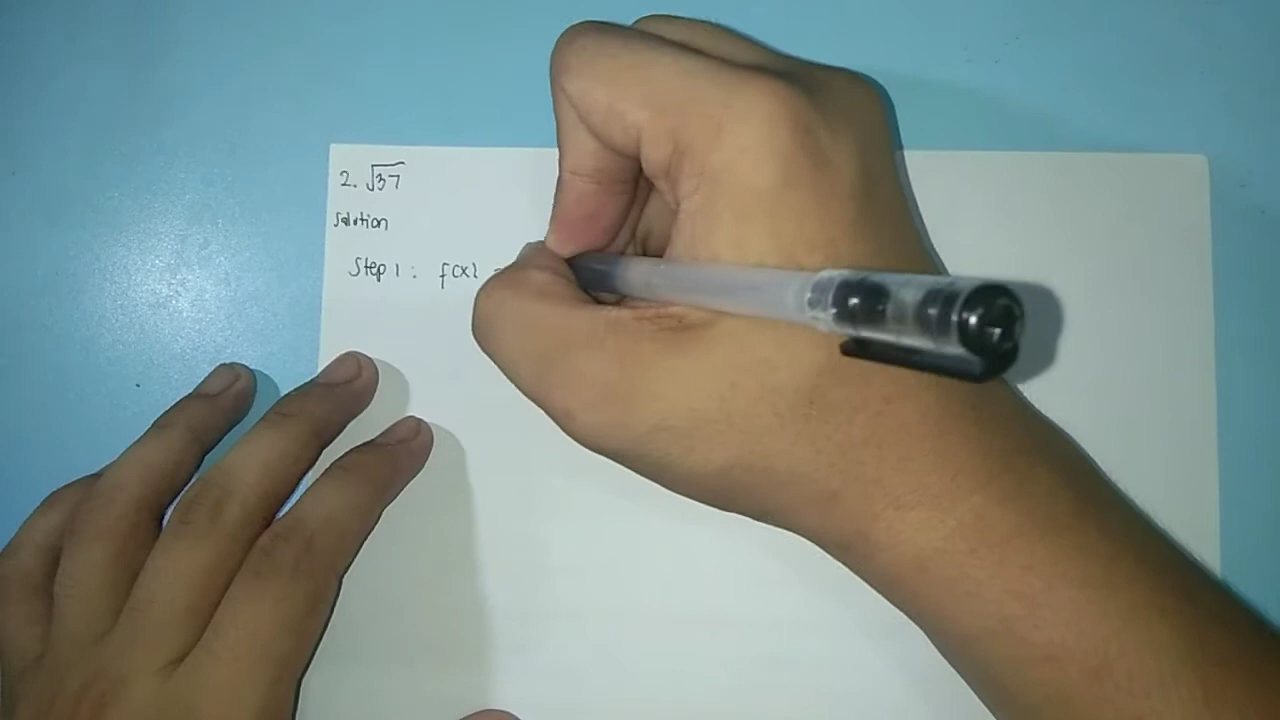 2. √37
Solution
Step 1: f(x) =